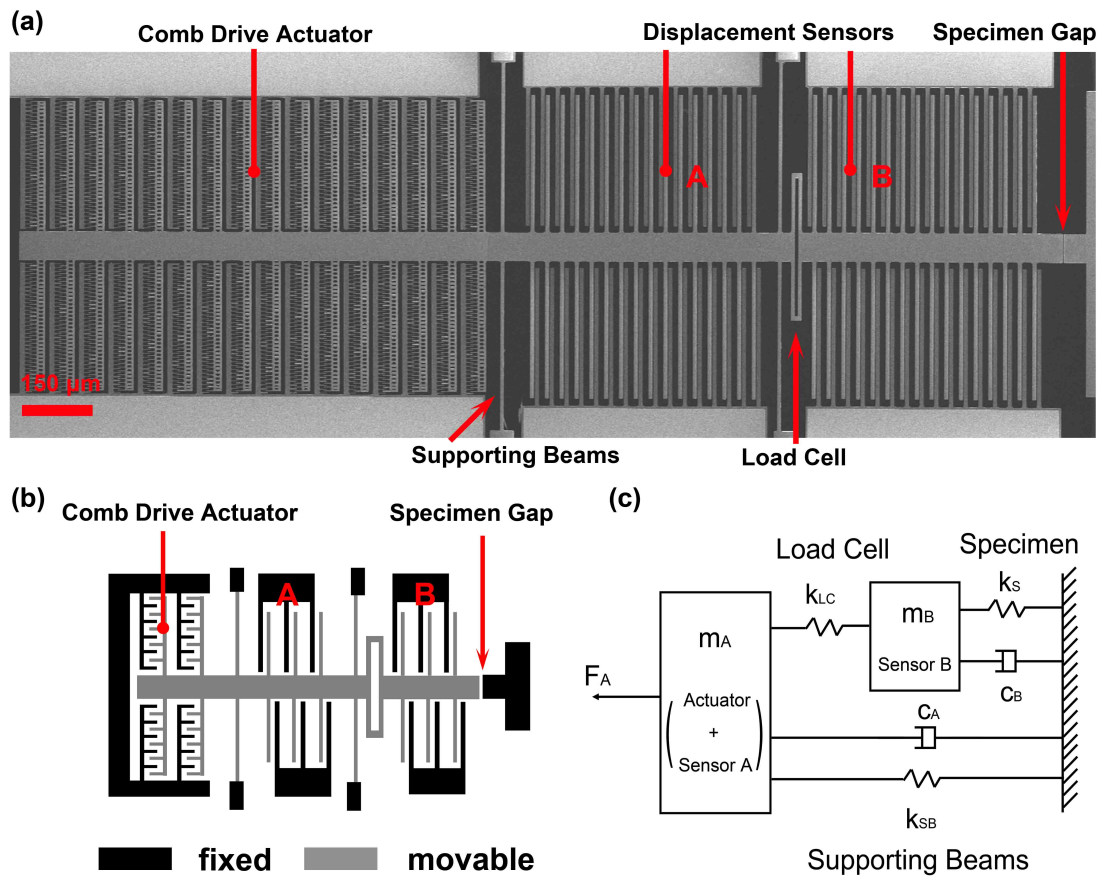 (a)
Comb Drive Actuator
Displacement Sensors
Specimen Gap
A
B
150 μm
Supporting Beams
Load Cell
(b)
Comb Drive Actuator
Specimen Gap
A
B
fixed
movable
(c)
Load Cell
Specimen
kLC
kS
mB
Sensor B
cB
mA
FA
Actuator
+
Sensor A
cA
kSB
Supporting Beams